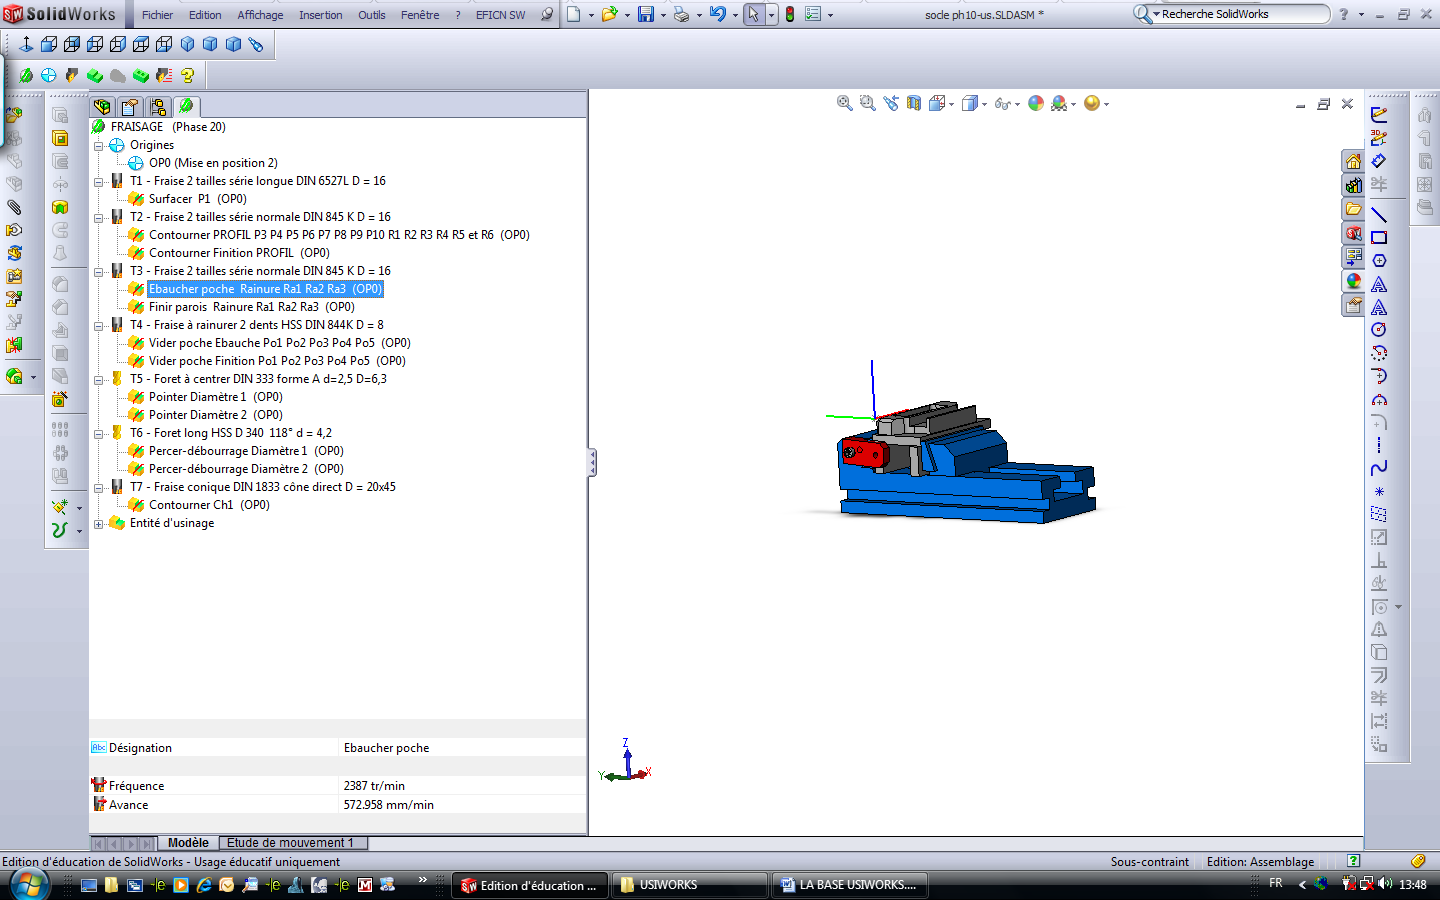 SolidWorks Fichier Edition Affichage Insertion Outils Fenêtre ? EFICN SW socle ph10-us.SLDASM * Recherche SolidWorks ?
FRAISAGE (Phase 20)
Origines
OP0 (Mise en position 2)
T1 - Fraise 2 tailles série longue DIN 6527L D = 16
Surfacer P1 (OP0)
T2 - Fraise 2 tailles série normale DIN 845 K D = 16
Contourner PROFIL P3 P4 P5 P6 P7 P8 P9 P10 R1 R2 R3 R4 R5 et R6 (OP0)
Contourner Finition PROFIL (OP0)
T3 - Fraise 2 tailles série normale DIN 845 K D = 16
Ebaucher poche Rainure Ra1 Ra2 Ra3 (OP0)
Finir parois Rainure Ra1 Ra2 Ra3 (OP0)
T4 - Fraise à rainurer 2 dents HSS DIN 844K D = 8
Vider poche Ebauche Po1 Po2 Po3 Po4 Po5 (OP0)
Vider poche Finition Po1 Po2 Po3 Po4 Po5 (OP0)
T5 - Foret à centrer DIN 333 forme A d=2,5 D=6,3
Pointer Diamètre 1 (OP0)
Pointer Diamètre 2 (OP0)
T6 - Foret long HSS D 340 118° d = 4,2
Percer-débourrage Diamètre 1 (OP0)
Percer-débourrage Diamètre 2 (OP0)
T7 - Fraise conique DIN 1833 cône direct D = 20x45
Contourner Ch1 (OP0)
Entité d'usinage
Z
Y X
Désignation Ebaucher poche
Fréquence 2387 tr/min
Avance 572.958 mm/min
Modèle Etude de mouvement 1
Edition d'éducation de SolidWorks - Usage éducatif uniquement Sous-contraint Edition: Assemblage
Edition d'éducation ... USIWORKS LA BASE USIWORKS.... FR 13:48